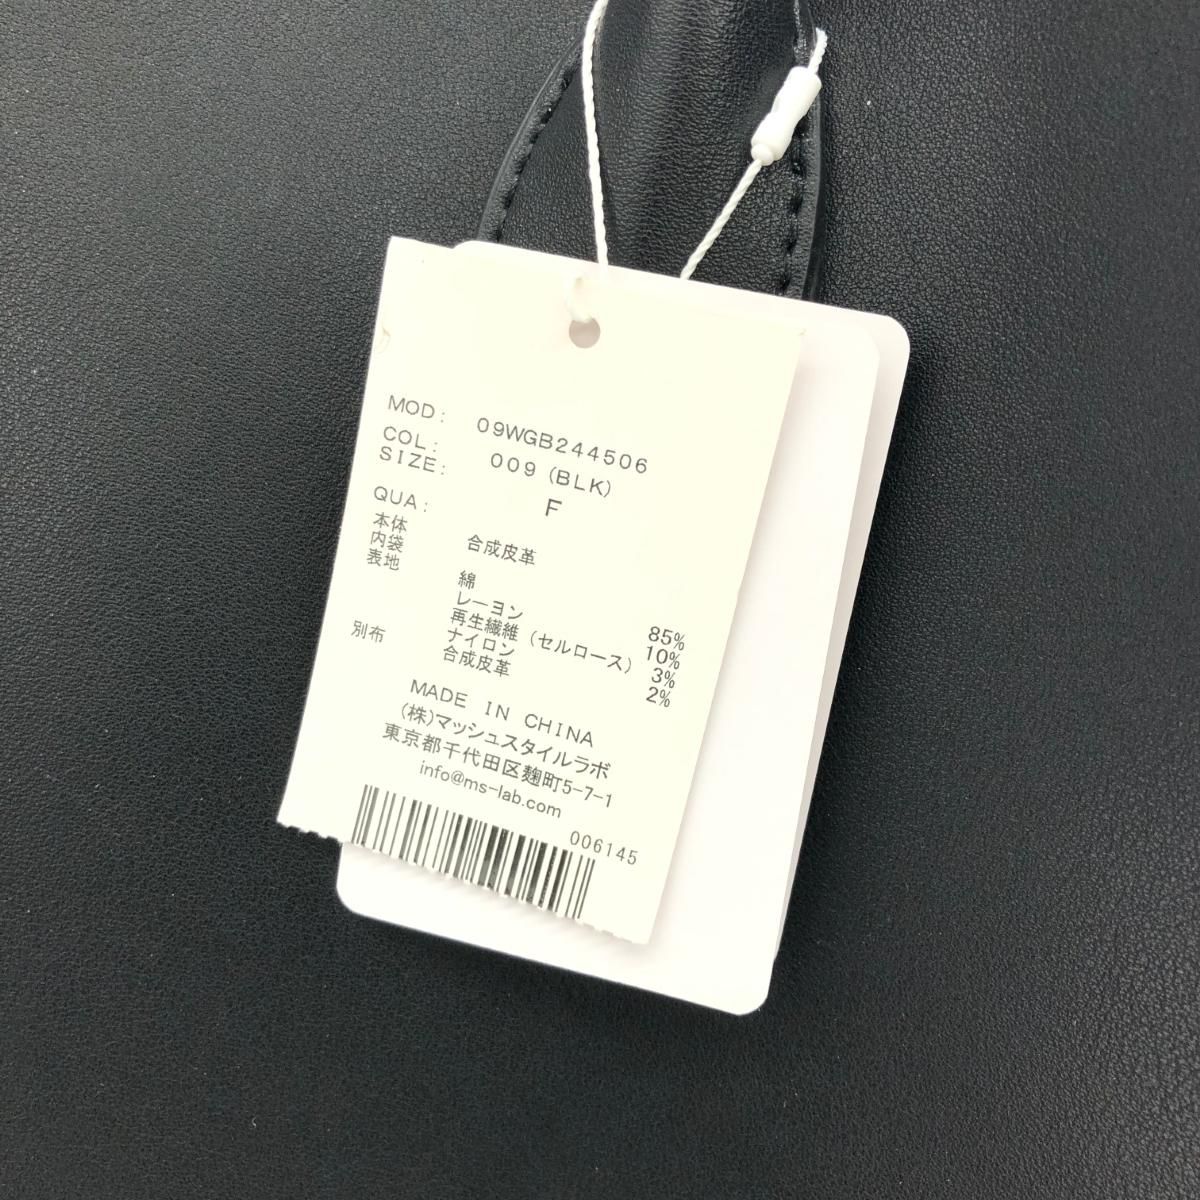 MOD: 09WGB244506
COL: 009 (BLK)
SIZE: F
QUA:
本体 合成皮革
内袋
表地 綿 85%
レーヨン 10%
再生繊維（セルロース） 3%
ナイロン 2%
別布 合成皮革
MADE IN CHINA
(株)マッシュスタイルラボ
東京都千代田区麹町5-7-1
info@ms-lab.com
006145